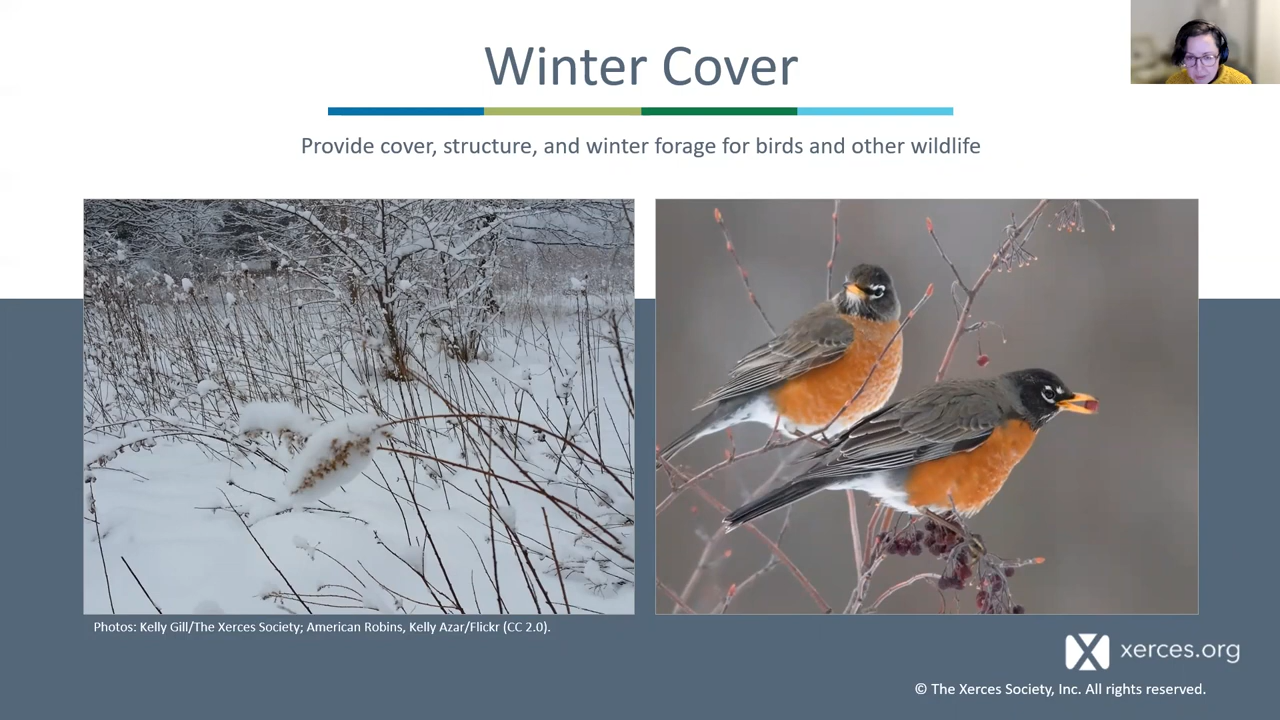 Winter Cover
Provide cover, structure, and winter forage for birds and other wildlife
Photos: Kelly Gill/The Xerces Society; American Robins, Kelly Azar/Flickr (CC 2.0).
xerces.org
© The Xerces Society, Inc. All rights reserved.